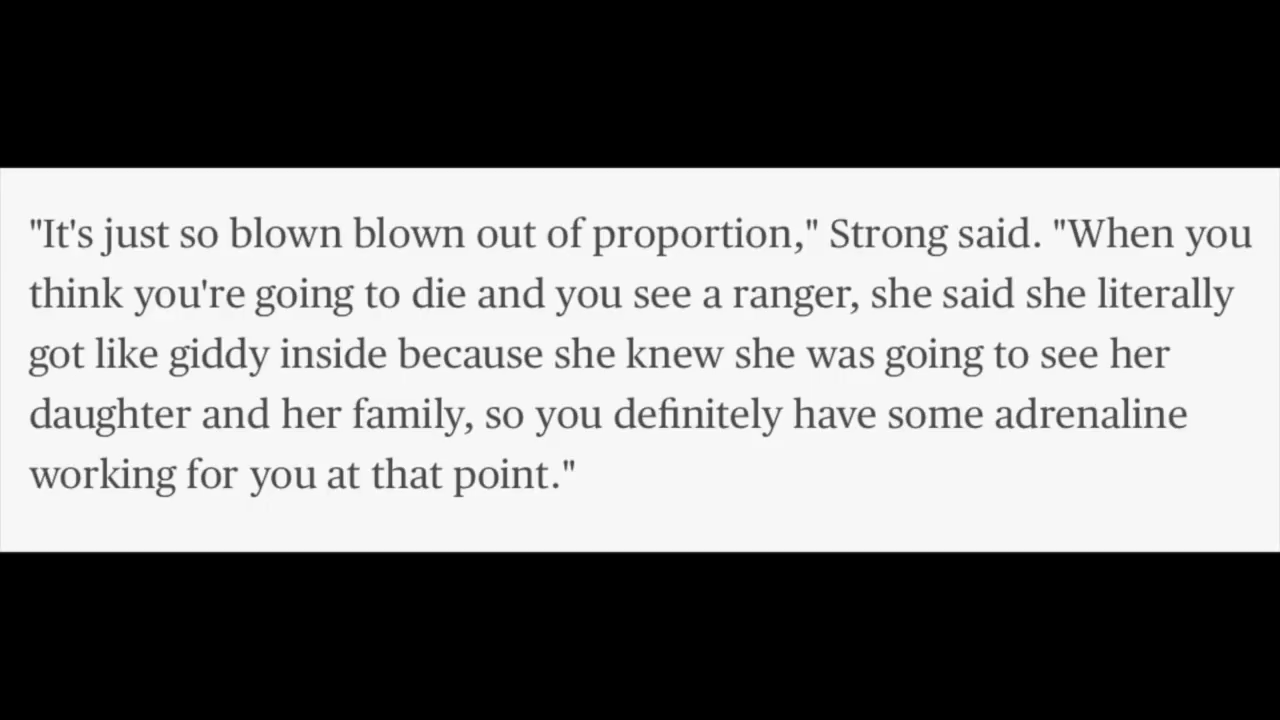 "It's just so blown blown out of proportion," Strong said. "When you
think you're going to die and you see a ranger, she said she literally
got like giddy inside because she knew she was going to see her
daughter and her family, so you definitely have some adrenaline
working for you at that point."